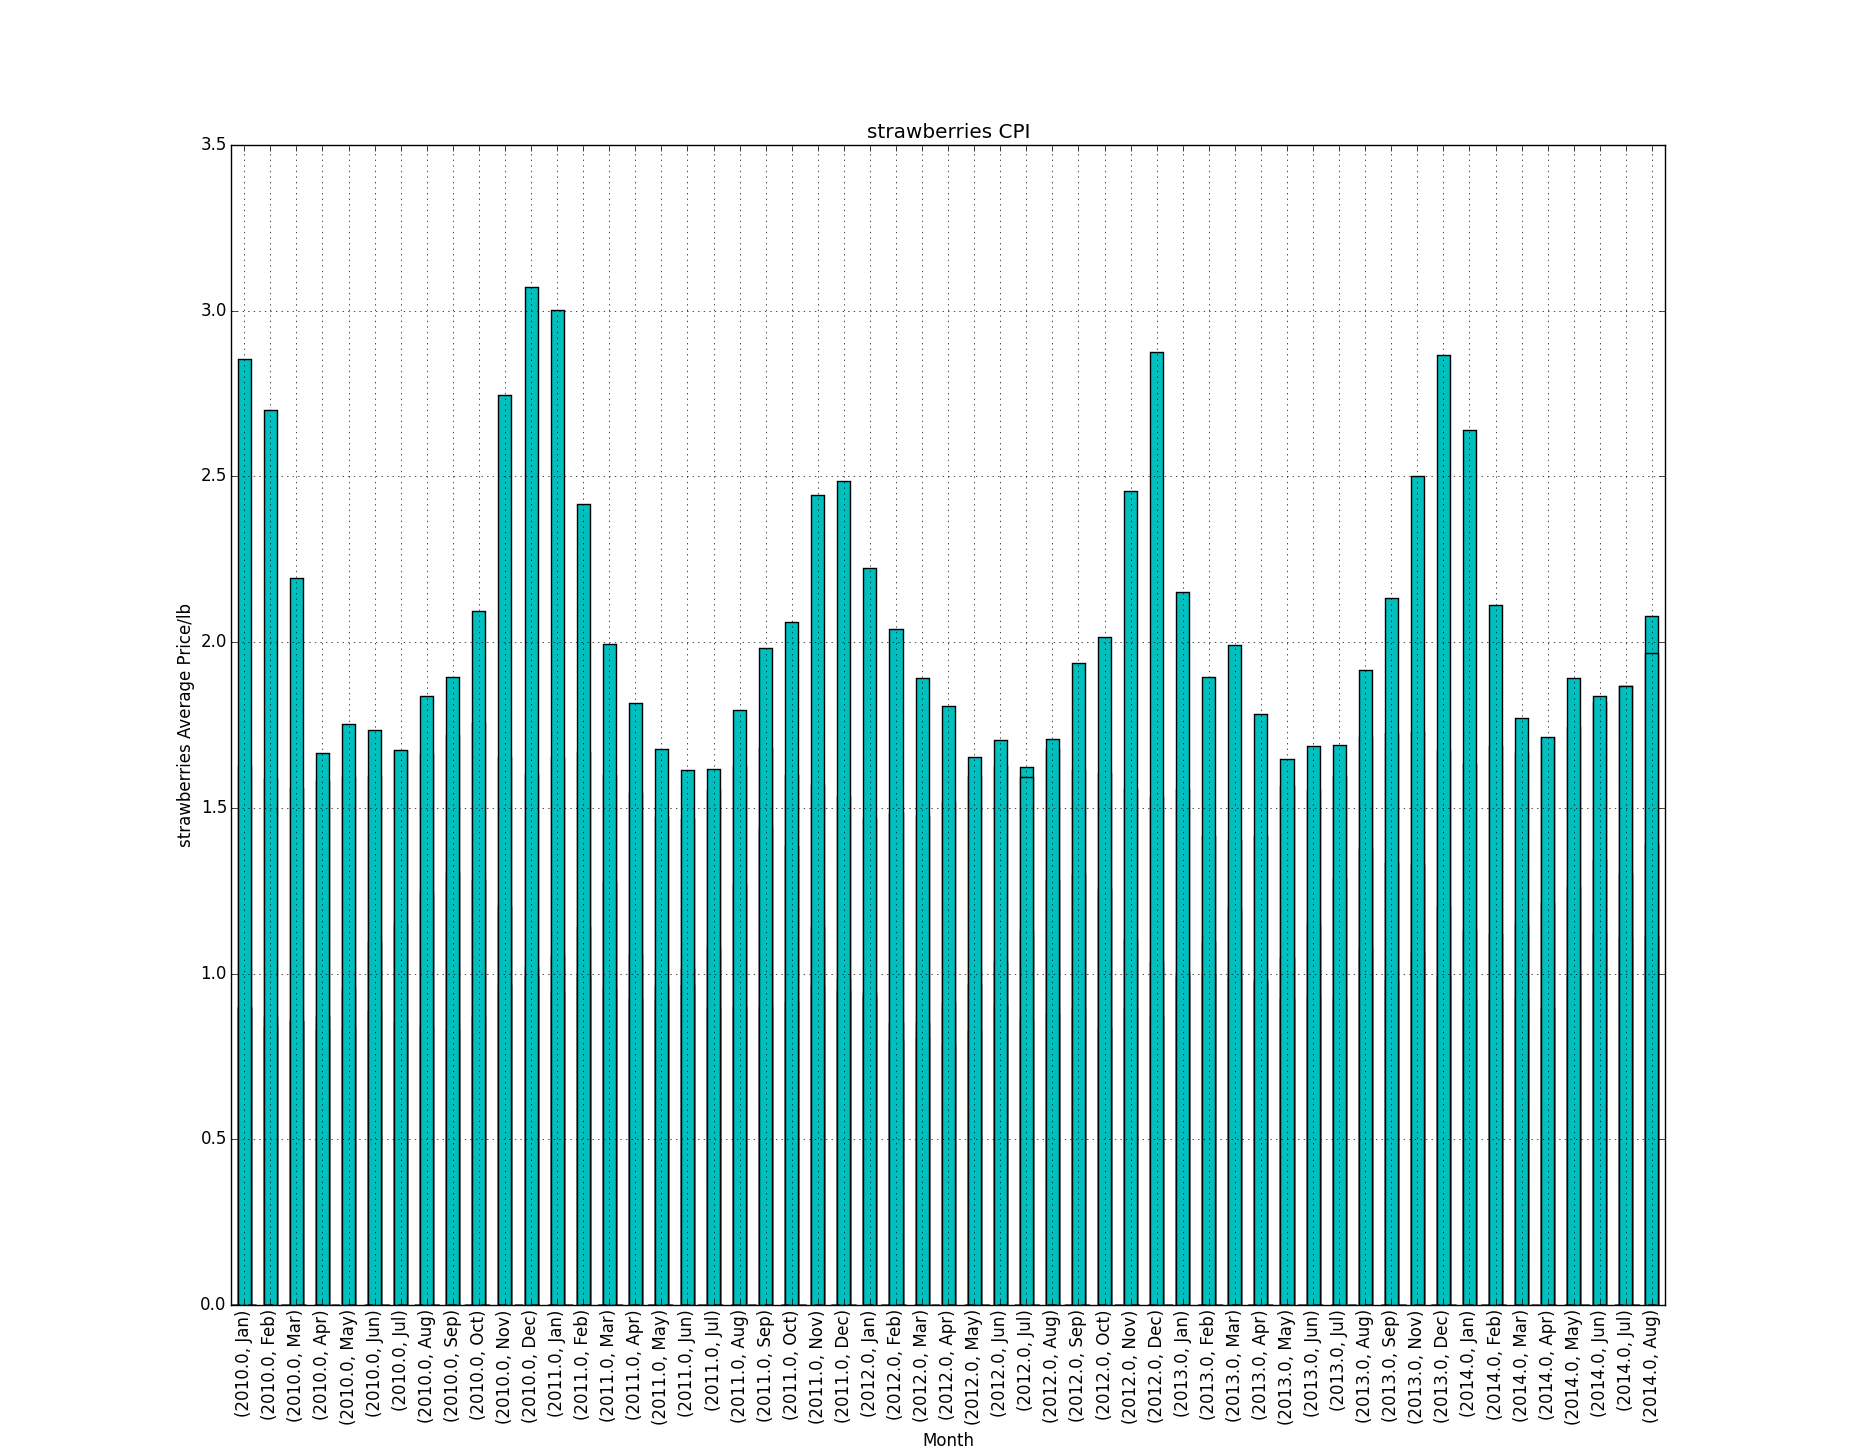 strawberries CPI
3.5
3.0
2.5
2.0
1.5
1.0
0.5
0.0
strawberries Average Price/lb
(2010.0, Jan)
(2010.0, Feb)
(2010.0, Mar)
(2010.0, Apr)
(2010.0, May)
(2010.0, Jun)
(2010.0, Jul)
(2010.0, Aug)
(2010.0, Sep)
(2010.0, Oct)
(2010.0, Nov)
(2010.0, Dec)
(2011.0, Jan)
(2011.0, Feb)
(2011.0, Mar)
(2011.0, Apr)
(2011.0, May)
(2011.0, Jun)
(2011.0, Jul)
(2011.0, Aug)
(2011.0, Sep)
(2011.0, Oct)
(2011.0, Nov)
(2011.0, Dec)
(2012.0, Jan)
(2012.0, Feb)
(2012.0, Mar)
(2012.0, Apr)
(2012.0, May)
(2012.0, Jun)
(2012.0, Jul)
(2012.0, Aug)
(2012.0, Sep)
(2012.0, Oct)
(2012.0, Nov)
(2012.0, Dec)
(2013.0, Jan)
(2013.0, Feb)
(2013.0, Mar)
(2013.0, Apr)
(2013.0, May)
(2013.0, Jun)
(2013.0, Jul)
(2013.0, Aug)
(2013.0, Sep)
(2013.0, Nov)
(2013.0, Dec)
(2014.0, Jan)
(2014.0, Feb)
(2014.0, Mar)
(2014.0, Apr)
(2014.0, May)
(2014.0, Jun)
(2014.0, Jul)
(2014.0, Aug)
Month